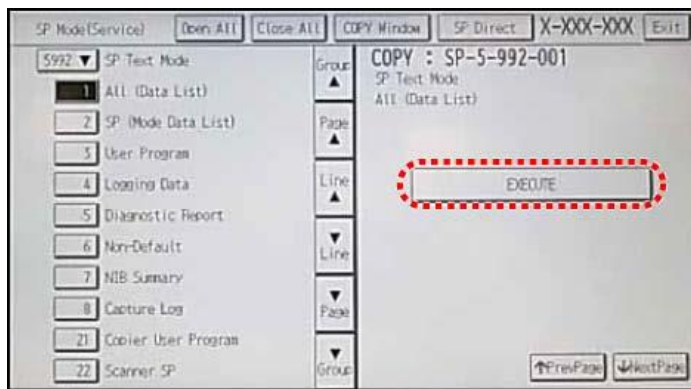 SP Mode(Service) Open All Close All COPY Window SP Direct X-XXX-XXX Exit
5992 ▼ SP Text Mode
1 All (Data List)
2 SP (Mode Data List)
3 User Program
4 Logging Data
5 Diagnostic Report
6 Non-Default
7 NIB Summary
8 Capture Log
21 Copier User Program
22 Scanner SP
Group ▲
Page ▲
Line ▲
▼ Line
▼ Page
▼ Group
COPY : SP-5-992-001
SP Text Mode
All (Data List)
EXECUTE
↑PrevPage ↓NextPage